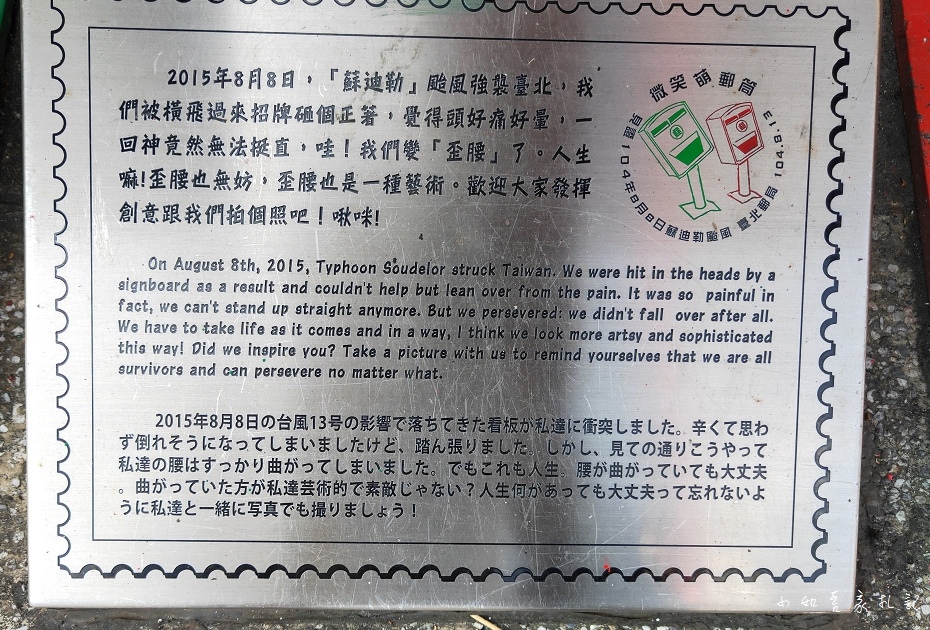 2015年8月8日，『蘇迪勒』颱風強襲臺北，我
們被橫飛過來招牌砸個正著，覺得頭好痛好暈，一
回神竟然無法挺直，哇！我們變「歪腰」了。人生
嘛!歪腰也無妨，歪腰也是一種藝術。歡迎大家發揮
創意跟我們拍個照吧！啾咪!
微笑萌郵筒
104.8.13
見證104年8月8日蘇迪勒颱風 臺北郵局
On August 8th, 2015, Typhoon Soudelor struck Taiwan. We were hit in the heads by a
signboard as a result and couldn't help but lean over from the pain. It was so painful in
fact, we can't stand up straight anymore. But we persevered: we didn't fall over after all.
We have to take life as it comes and in a way, I think we look more artsy and sophisticated
this way! Did we inspire you? Take a picture with us to remind yourselves that we are all
survivors and can persevere no matter what.
2015年8月8日の台風13号の影響で落ちてきた看板が私達に衝突しました。辛くて思わ
ず倒れそうになってしまいましたけど、踏ん張りました。しかし、見ての通りこうやって
私達の腰はすっかり曲がってしまいました。でもこれも人生。腰が曲がっていても大丈夫
。曲がっていた方が私達芸術的で素敵じゃない？人生何があっても大丈夫って忘れないよ
うに私達と一緒に写真でも撮りましょう！